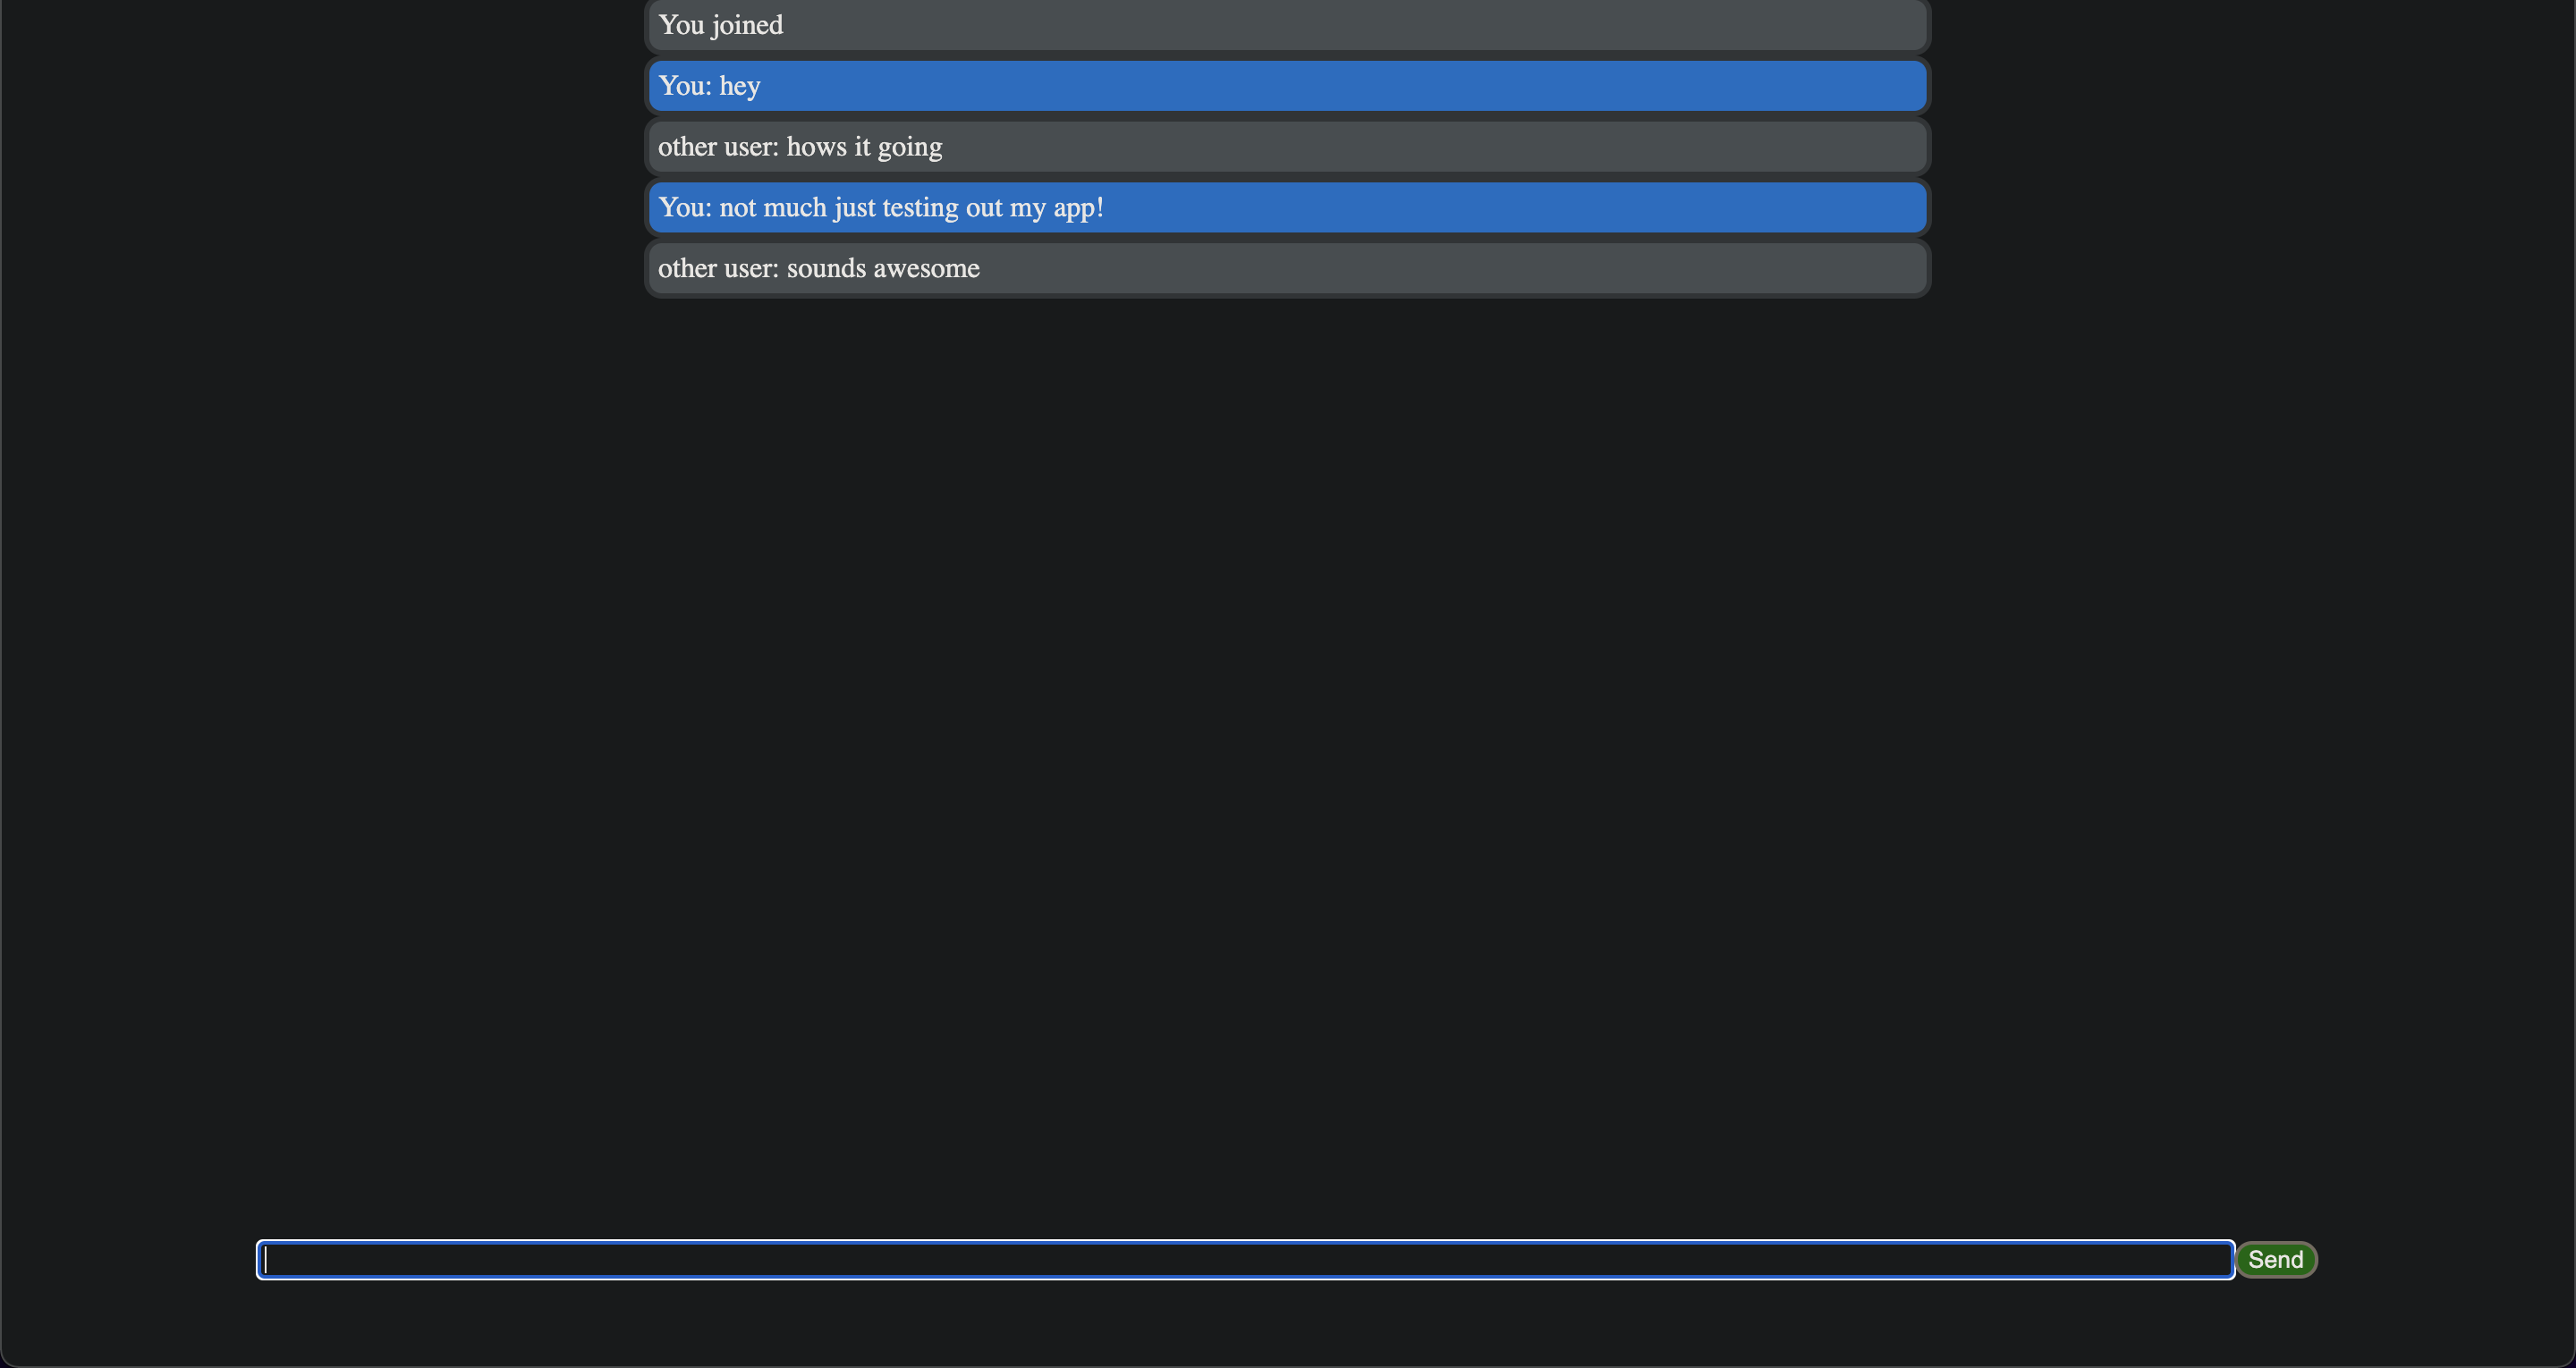 You joined
You: hey
other user: hows it going
You: not much just testing out my app!
other user: sounds awesome
Send